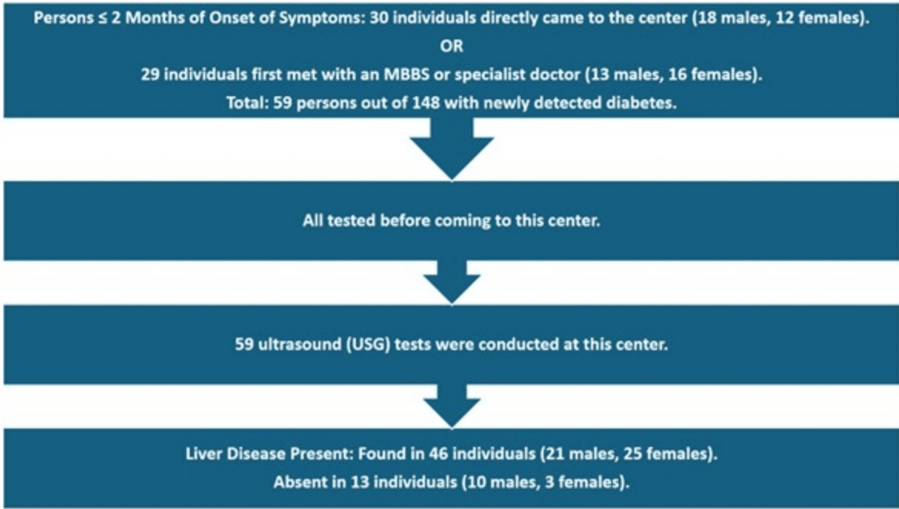 Persons ≤ 2 Months of Onset of Symptoms: 30 individuals directly came to the center (18 males, 12 females).
OR
29 individuals first met with an MBBS or specialist doctor (13 males, 16 females).
Total: 59 persons out of 148 with newly detected diabetes.
All tested before coming to this center.
59 ultrasound (USG) tests were conducted at this center.
Liver Disease Present: Found in 46 individuals (21 males, 25 females).
Absent in 13 individuals (10 males, 3 females).